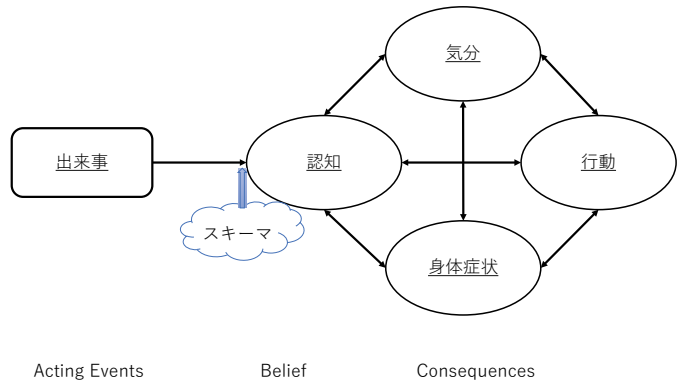 気分
出来事
認知
行動
スキーマ
身体症状
Acting Events
Belief
Consequences